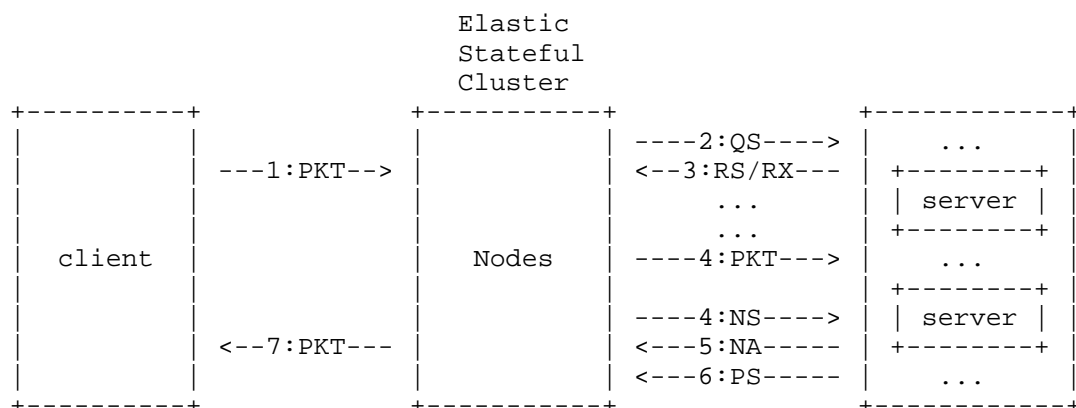 Elastic
Stateful
Cluster
----2:QS----> ...
---1:PKT--> <--3:RS/RX---
... server
...
client Nodes ----4:PKT---> ...
----4:NS----> server
<--7:PKT--- <---5:NA-----
<---6:PS----- ...